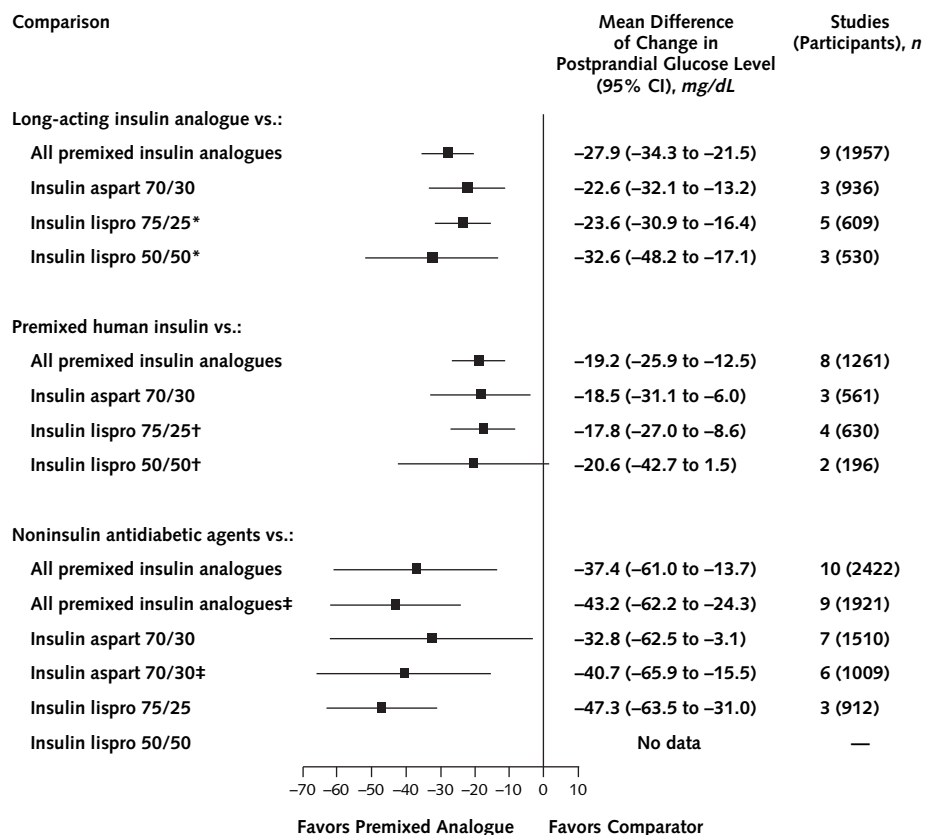 Comparison
Mean Difference
of Change in
Postprandial Glucose Level
(95% CI), mg/dL
Studies
(Participants), n
Long-acting insulin analogue vs.:
All premixed insulin analogues –27.9 (–34.3 to –21.5) 9 (1957)
Insulin aspart 70/30 –22.6 (–32.1 to –13.2) 3 (936)
Insulin lispro 75/25* –23.6 (–30.9 to –16.4) 5 (609)
Insulin lispro 50/50* –32.6 (–48.2 to –17.1) 3 (530)
Premixed human insulin vs.:
All premixed insulin analogues –19.2 (–25.9 to –12.5) 8 (1261)
Insulin aspart 70/30 –18.5 (–31.1 to –6.0) 3 (561)
Insulin lispro 75/25† –17.8 (–27.0 to –8.6) 4 (630)
Insulin lispro 50/50† –20.6 (–42.7 to 1.5) 2 (196)
Noninsulin antidiabetic agents vs.:
All premixed insulin analogues –37.4 (–61.0 to –13.7) 10 (2422)
All premixed insulin analogues‡ –43.2 (–62.2 to –24.3) 9 (1921)
Insulin aspart 70/30 –32.8 (–62.5 to –3.1) 7 (1510)
Insulin aspart 70/30‡ –40.7 (–65.9 to –15.5) 6 (1009)
Insulin lispro 75/25 –47.3 (–63.5 to –31.0) 3 (912)
Insulin lispro 50/50 No data —
–70 –60 –50 –40 –30 –20 –10 0 10
Favors Premixed Analogue Favors Comparator